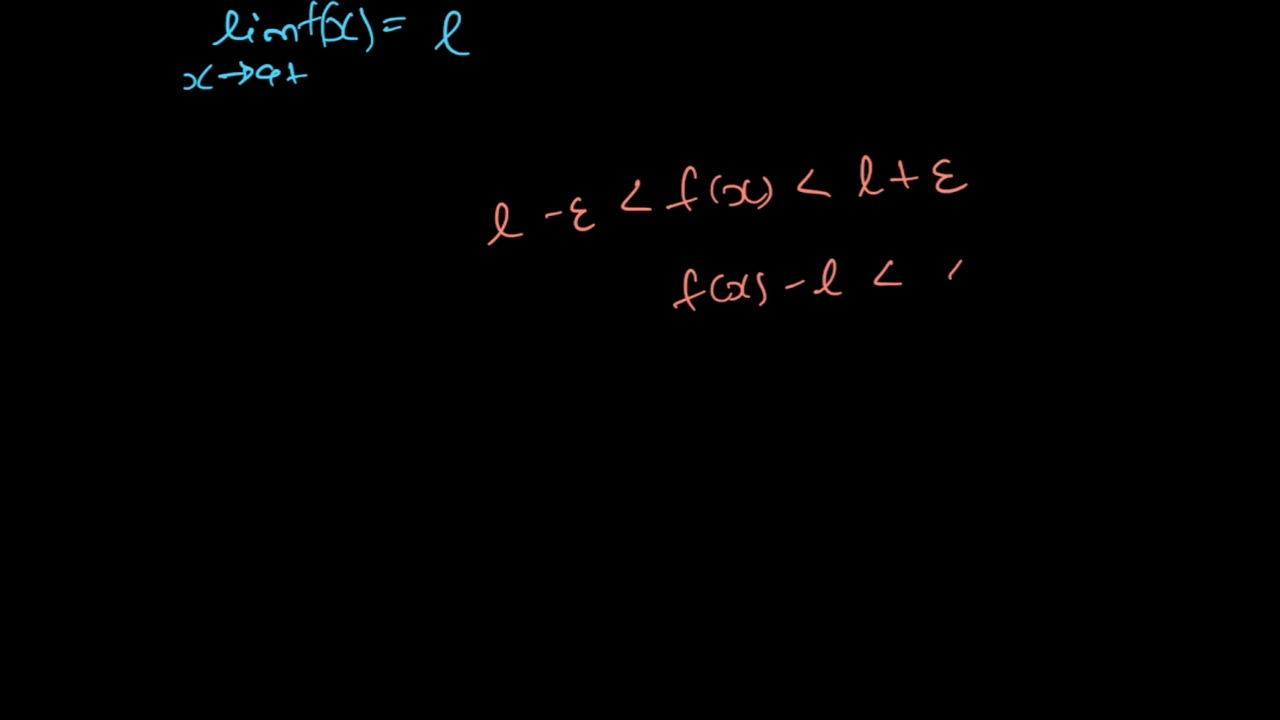 lim f(x) = l
x→a+
l - ε < f(x) < l + ε
f(x) - l <